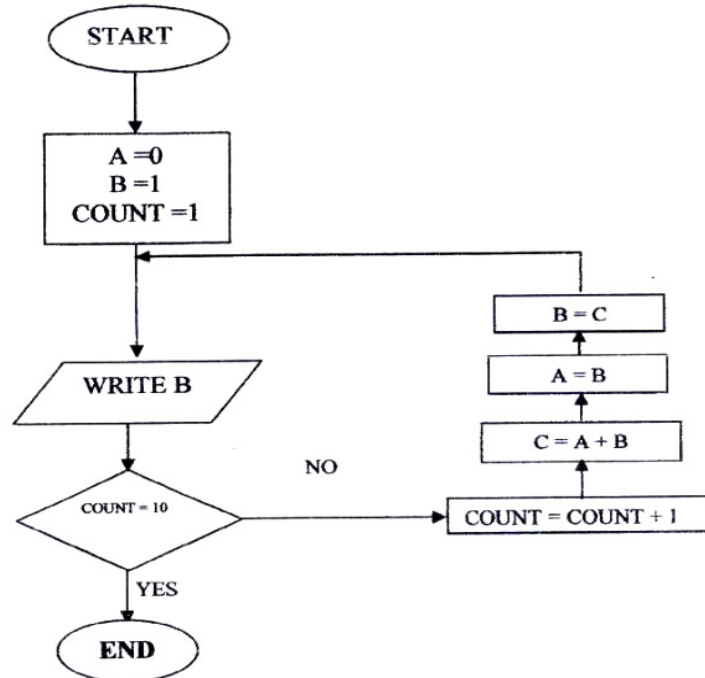 START
A =0
B =1
COUNT =1
WRITE B
COUNT = 10
NO
COUNT = COUNT + 1
C = A + B
A = B
B = C
YES
END